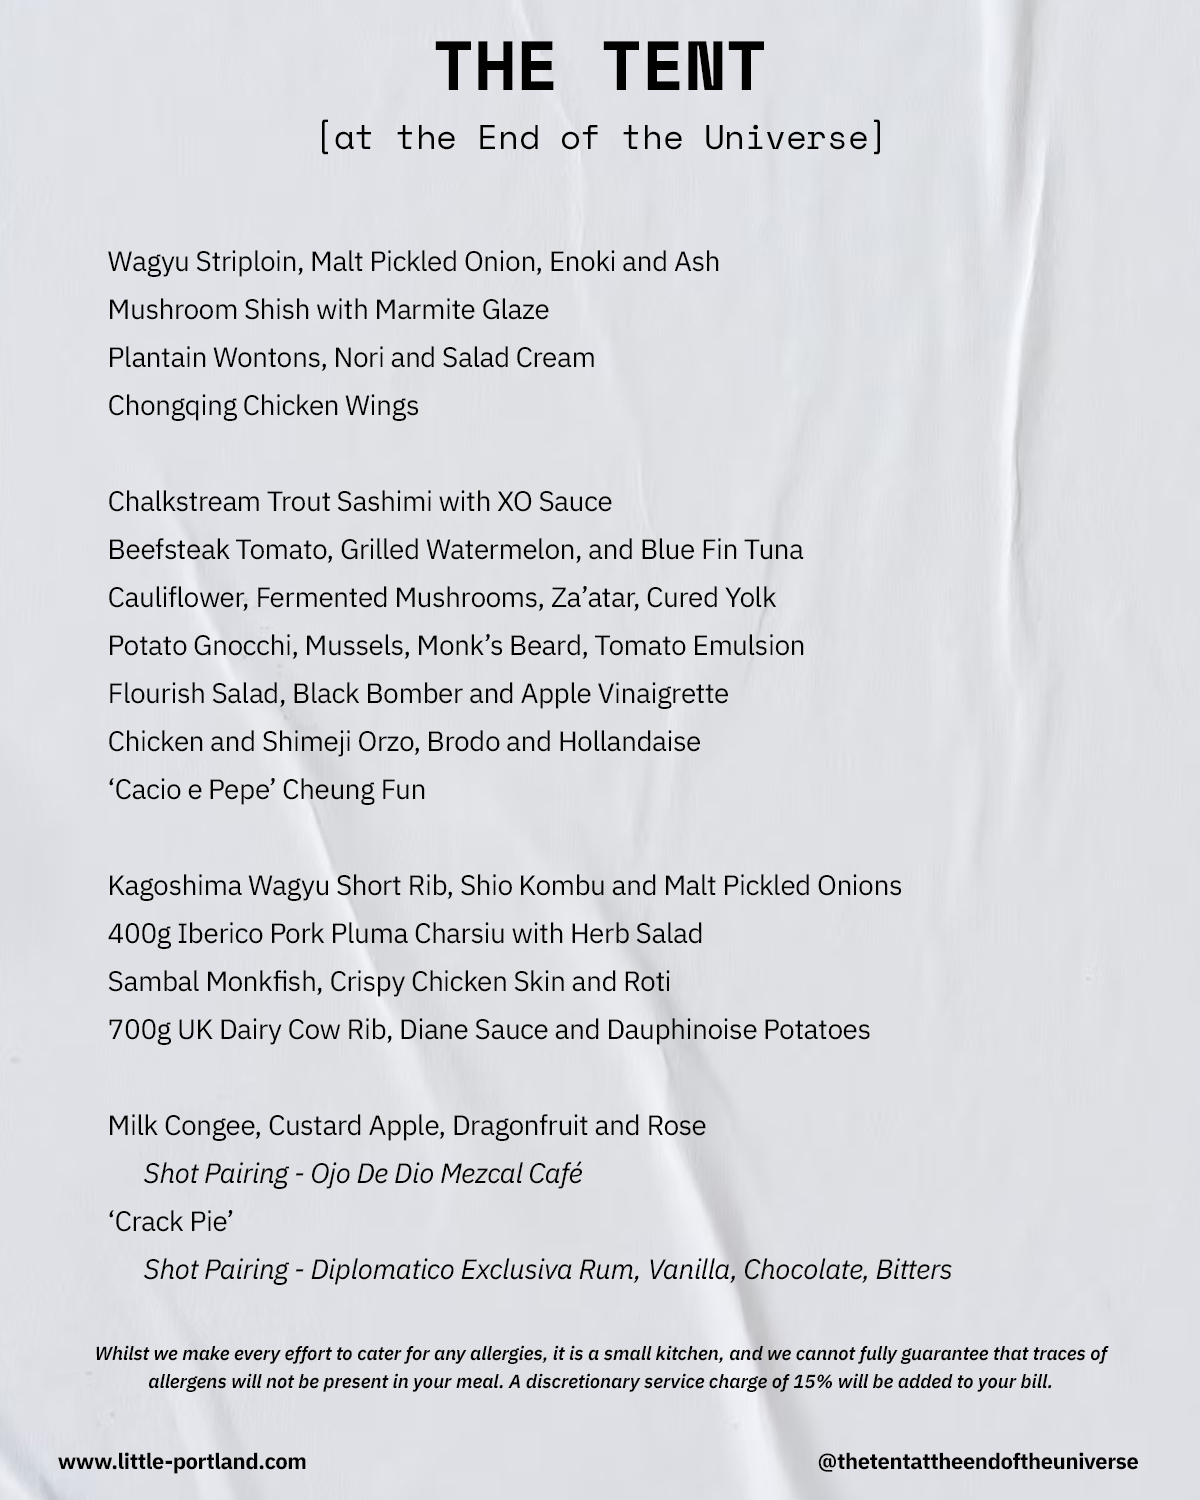 THE TENT
[at the End of the Universe]
Wagyu Striploin, Malt Pickled Onion, Enoki and Ash
Mushroom Shish with Marmite Glaze
Plantain Wontons, Nori and Salad Cream
Chongqing Chicken Wings
Chalkstream Trout Sashimi with XO Sauce
Beefsteak Tomato, Grilled Watermelon, and Blue Fin Tuna
Cauliflower, Fermented Mushrooms, Za’atar, Cured Yolk
Potato Gnocchi, Mussels, Monk’s Beard, Tomato Emulsion
Flourish Salad, Black Bomber and Apple Vinaigrette
Chicken and Shimeji Orzo, Brodo and Hollandaise
‘Cacio e Pepe’ Cheung Fun
Kagoshima Wagyu Short Rib, Shio Kombu and Malt Pickled Onions
400g Iberico Pork Pluma Charsiu with Herb Salad
Sambal Monkfish, Crispy Chicken Skin and Roti
700g UK Dairy Cow Rib, Diane Sauce and Dauphinoise Potatoes
Milk Congee, Custard Apple, Dragonfruit and Rose
Shot Pairing - Ojo De Dio Mezcal Café
‘Crack Pie’
Shot Pairing - Diplomatico Exclusiva Rum, Vanilla, Chocolate, Bitters
Whilst we make every effort to cater for any allergies, it is a small kitchen, and we cannot fully guarantee that traces of
allergens will not be present in your meal. A discretionary service charge of 15% will be added to your bill.
www.little-portland.com
@thetentattheendoftheuniverse